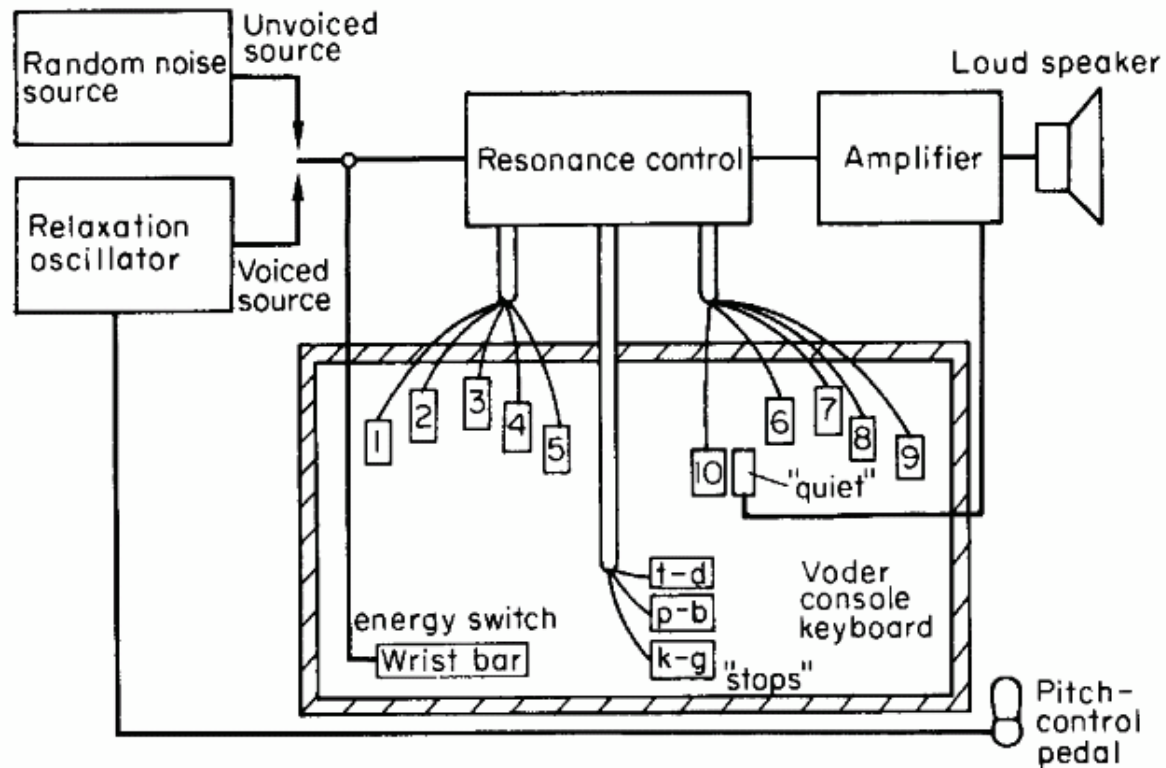 Unvoiced
source
Random noise
source
Loud speaker
Resonance control
Amplifier
Relaxation
oscillator
Voiced
source
1
2
3
4
5
6
7
8
9
10
"quiet"
t-d
p-b
k-g
"stops"
Voder
console
keyboard
energy switch
Wrist bar
Pitch-
control
pedal